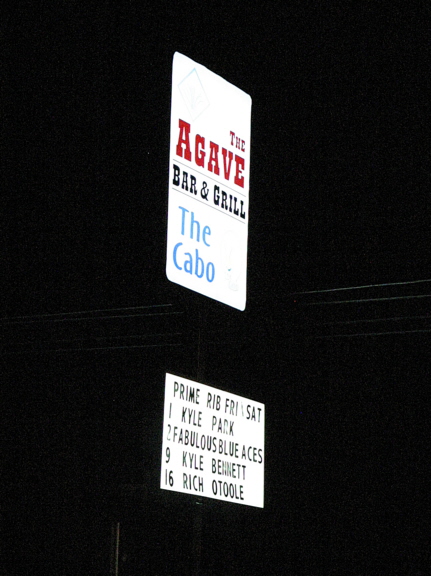 THE
AGAVE
BAR & GRILL
The
Cabo
PRIME RIB FRI \ SAT
1 KYLE PARK
2 FABULOUS BLUE ACES
9 KYLE BENNETT
16 RICH OTOOLE